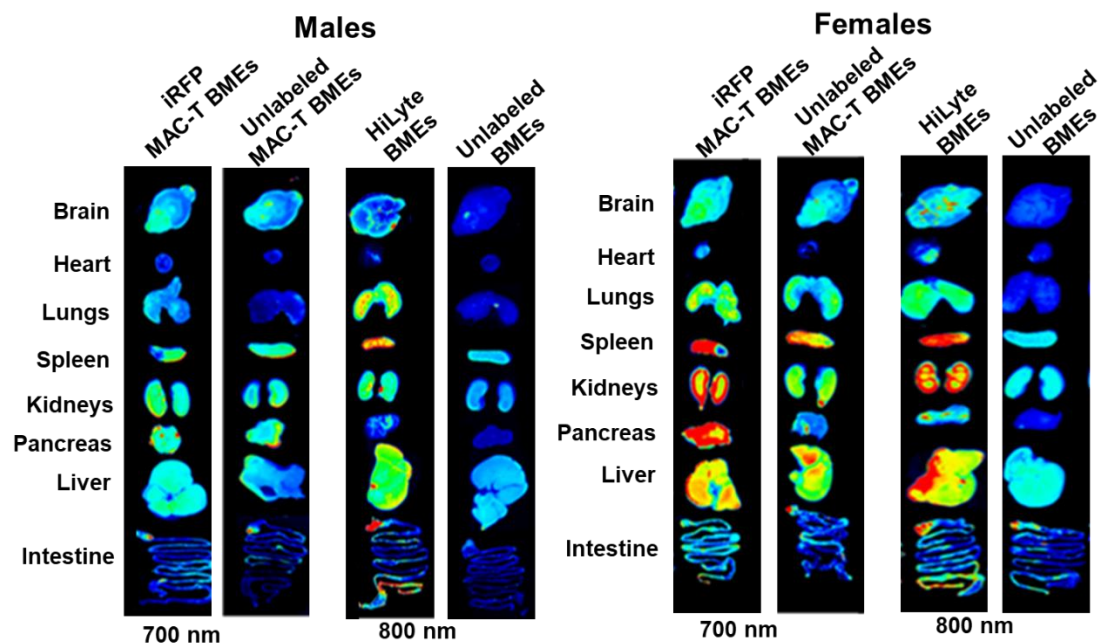 Males
Females
iRFP
MAC-T BMEs
Unlabeled
MAC-T BMEs
HiLyte
BMEs
Unlabeled
BMEs
iRFP
MAC-T BMEs
Unlabeled
MAC-T BMEs
HiLyte
BMEs
Unlabeled
BMEs
Brain
Heart
Lungs
Spleen
Kidneys
Pancreas
Liver
Intestine
700 nm
800 nm
Brain
Heart
Lungs
Spleen
Kidneys
Pancreas
Liver
Intestine
700 nm
800 nm